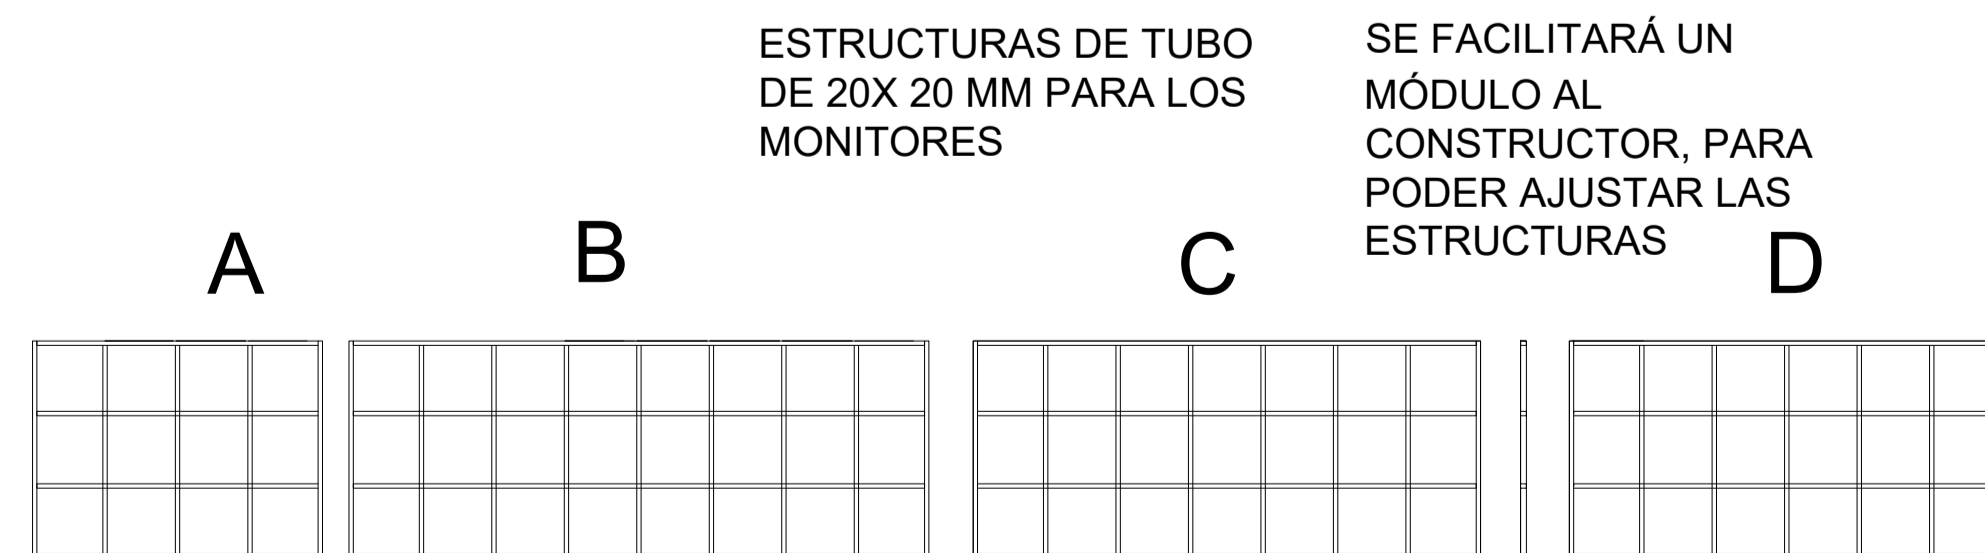 ESTRUCTURAS DE TUBO
DE 20X 20 MM PARA LOS
MONITORES
SE FACILITARÁ UN
MÓDULO AL
CONSTRUCTOR, PARA
PODER AJUSTAR LAS
ESTRUCTURAS
A
B
C
D